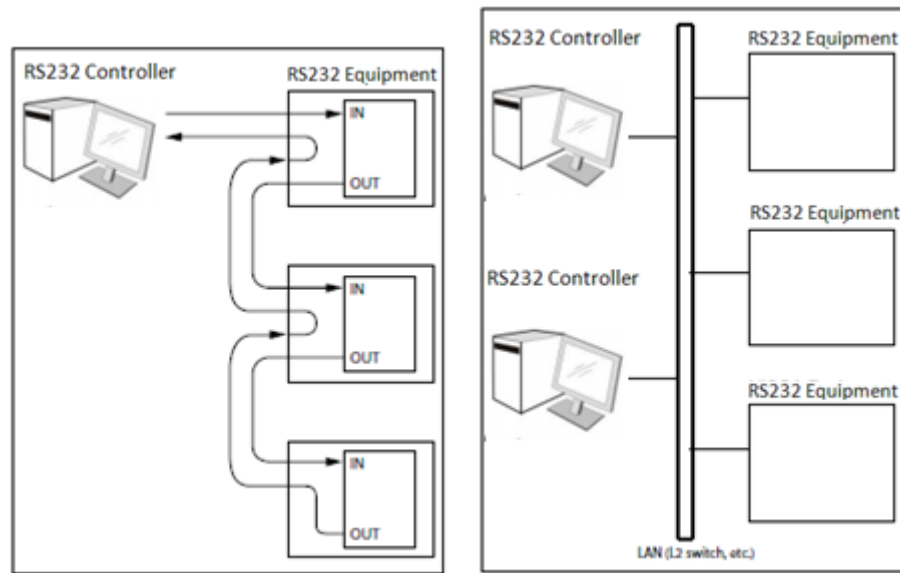 RS232 Controller
RS232 Equipment
IN
OUT
IN
OUT
IN
OUT
RS232 Controller
RS232 Equipment
RS232 Equipment
RS232 Controller
RS232 Equipment
LAN (L2 switch, etc.)